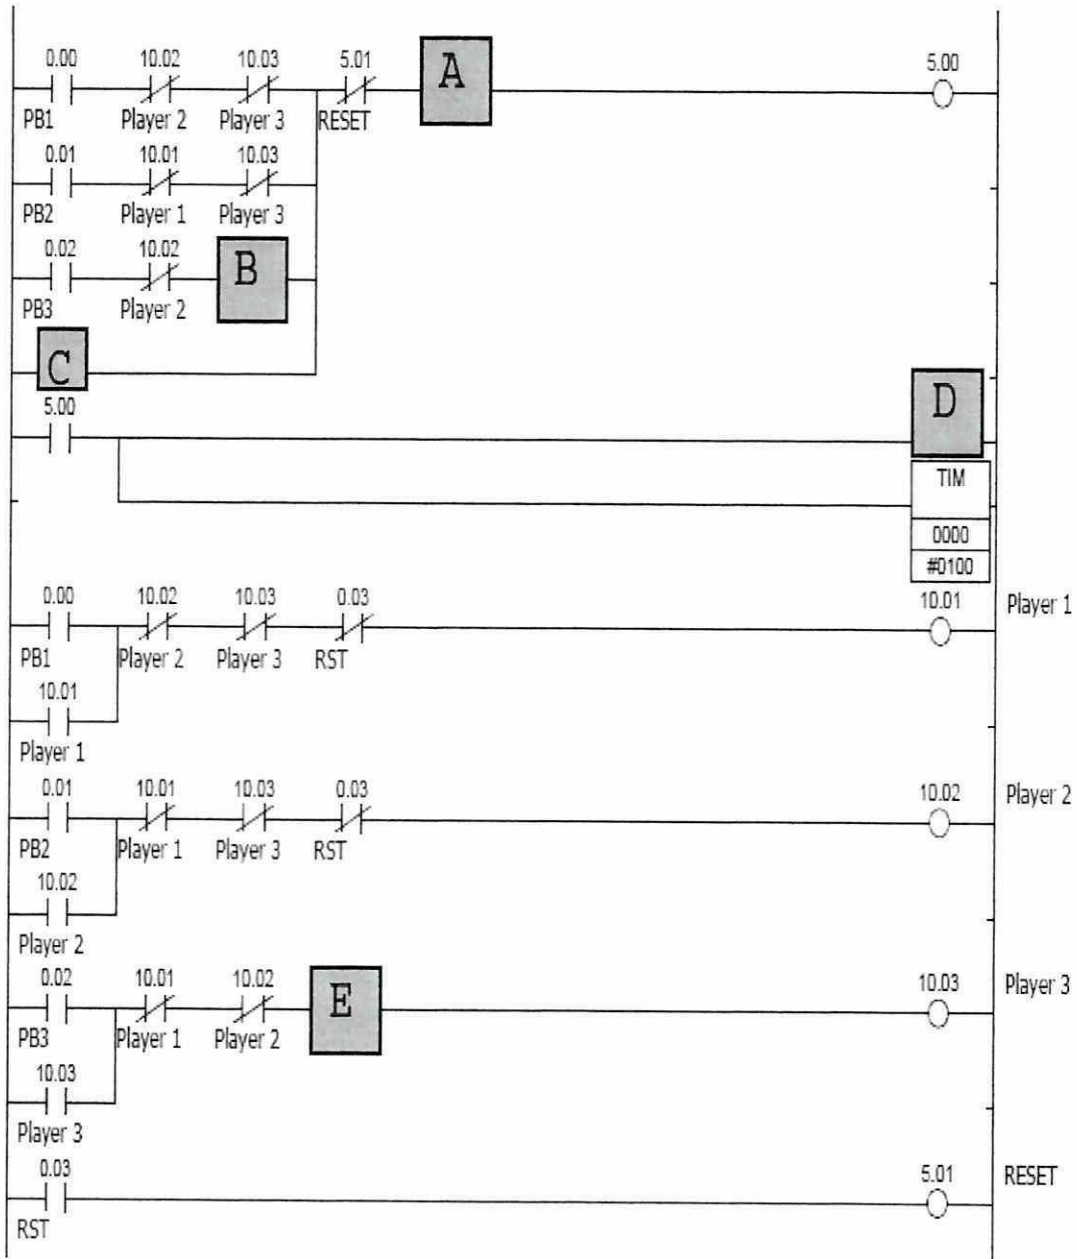 0.00 10.02 10.03 5.01 A 5.00
PB1 Player 2 Player 3 RESET
0.01 10.01 10.03
PB2 Player 1 Player 3
0.02 10.02 B
PB3 Player 2
C
5.00 D
TIM
0000
#0100
0.00 10.02 10.03 0.03 10.01 Player 1
PB1 Player 2 Player 3 RST
10.01
Player 1
0.01 10.01 10.03 0.03 10.02 Player 2
PB2 Player 1 Player 3 RST
10.02
Player 2
0.02 10.01 10.02 E 10.03 Player 3
PB3 Player 1 Player 2
10.03
Player 3
0.03 5.01 RESET
RST